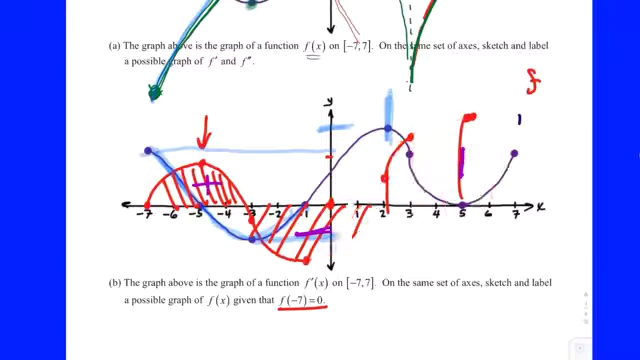 (a) The graph above is the graph of a function f(x) on [−7,7]. On the same set of axes, sketch and label
a possible graph of f′ and f″.
f
y
-7 -6 -5 -4 -3 -2 -1 1 2 3 4 5 6 7 x
(b) The graph above is the graph of a function f′(x) on [−7,7]. On the same set of axes, sketch and label
a possible graph of f(x) given that f(−7)=0.